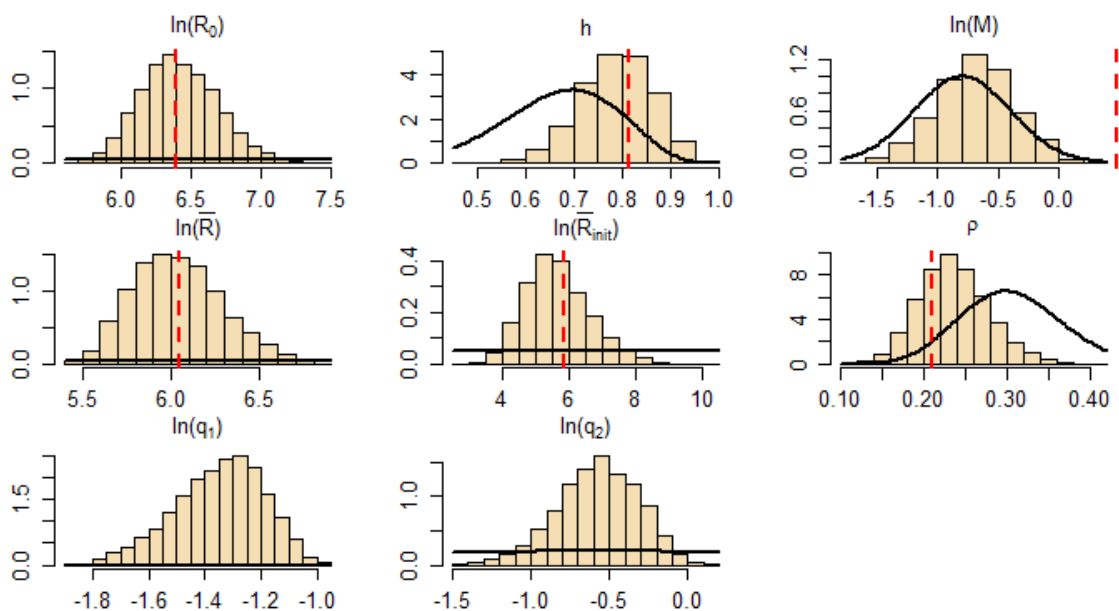 ln(R₀) h ln(M)
0.0 1.0
6.0 6.5 7.0 7.5
0 2 4
0.5 0.6 0.7 0.8 0.9 1.0
0.0 0.6 1.2
-1.5 -1.0 -0.5 0.0
ln(R̅) ln(R̅init) ρ
0.0 1.0
5.5 6.0 6.5
0.0 0.2 0.4
4 6 8 10
0 4 8
0.10 0.20 0.30 0.40
ln(q₁) ln(q₂)
0.0 1.5
-1.8 -1.6 -1.4 -1.2 -1.0
0.0 1.0
-1.5 -1.0 -0.5 0.0